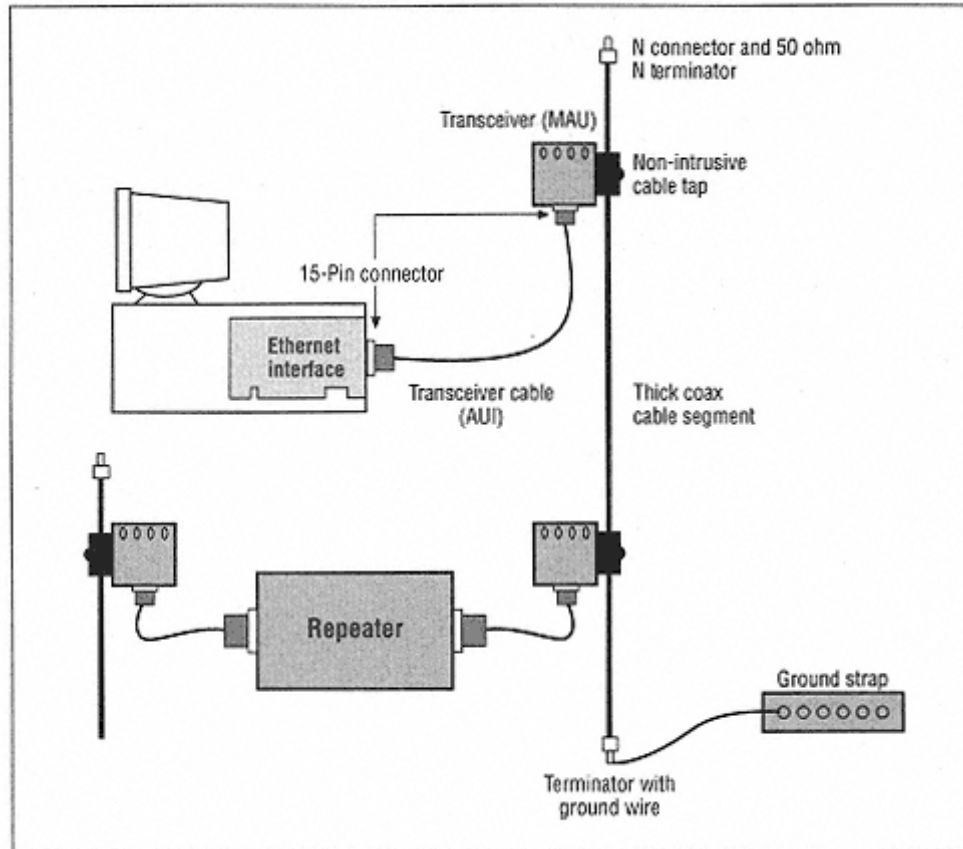 N connector and 50 ohm
N terminator
Transceiver (MAU)
Non-intrusive
cable tap
15-Pin connector
Ethernet
interface
Transceiver cable
(AUI)
Thick coax
cable segment
Repeater
Ground strap
Terminator with
ground wire